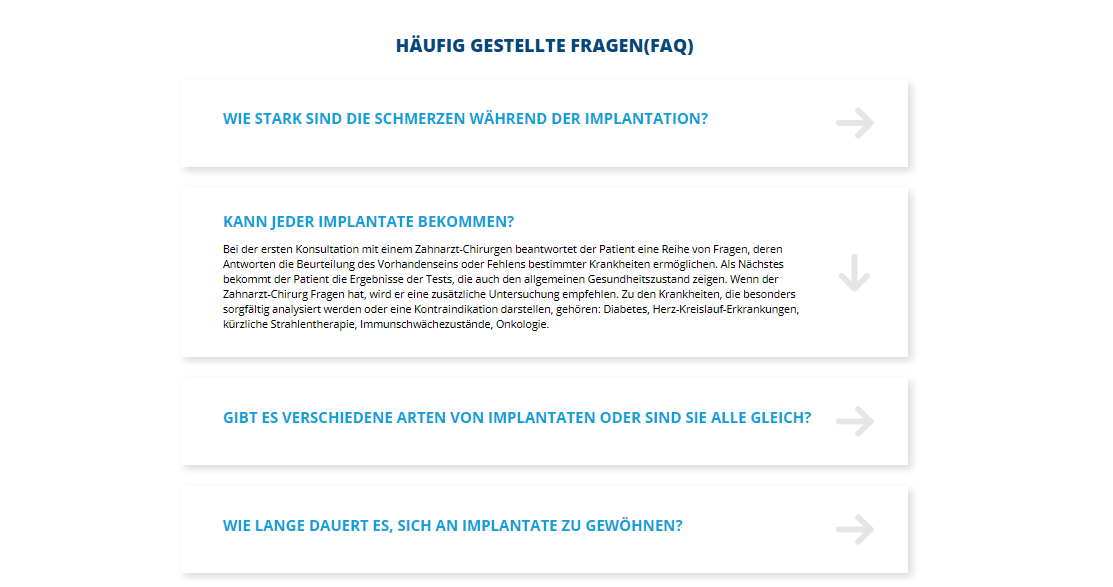 HÄUFIG GESTELLTE FRAGEN(FAQ)
WIE STARK SIND DIE SCHMERZEN WÄHREND DER IMPLANTATION?
KANN JEDER IMPLANTATE BEKOMMEN?
Bei der ersten Konsultation mit einem Zahnarzt-Chirurgen beantwortet der Patient eine Reihe von Fragen, deren
Antworten die Beurteilung des Vorhandenseins oder Fehlens bestimmter Krankheiten ermöglichen. Als Nächstes
bekommt der Patient die Ergebnisse der Tests, die auch den allgemeinen Gesundheitszustand zeigen. Wenn der
Zahnarzt-Chirurg Fragen hat, wird er eine zusätzliche Untersuchung empfehlen. Zu den Krankheiten, die besonders
sorgfältig analysiert werden oder eine Kontraindikation darstellen, gehören: Diabetes, Herz-Kreislauf-Erkrankungen,
kürzliche Strahlentherapie, Immunschwächezustände, Onkologie.
GIBT ES VERSCHIEDENE ARTEN VON IMPLANTATEN ODER SIND SIE ALLE GLEICH?
WIE LANGE DAUERT ES, SICH AN IMPLANTATE ZU GEWÖHNEN?